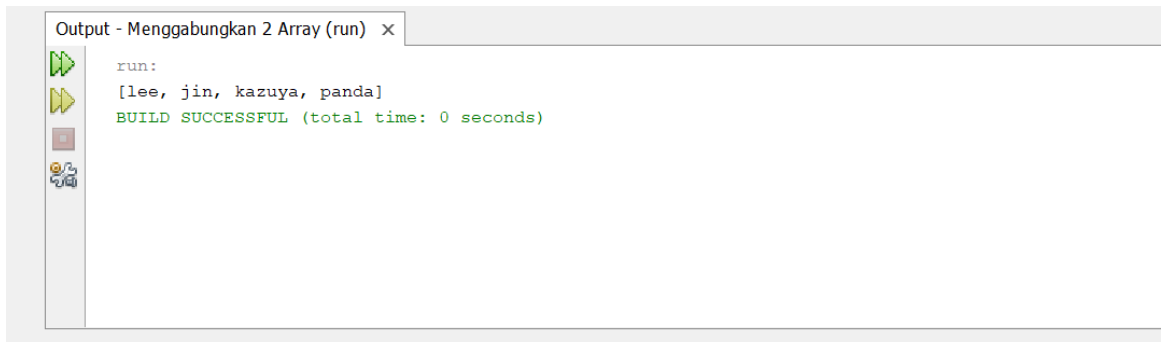 Output - Menggabungkan 2 Array (run) ×
run:
[lee, jin, kazuya, panda]
BUILD SUCCESSFUL (total time: 0 seconds)